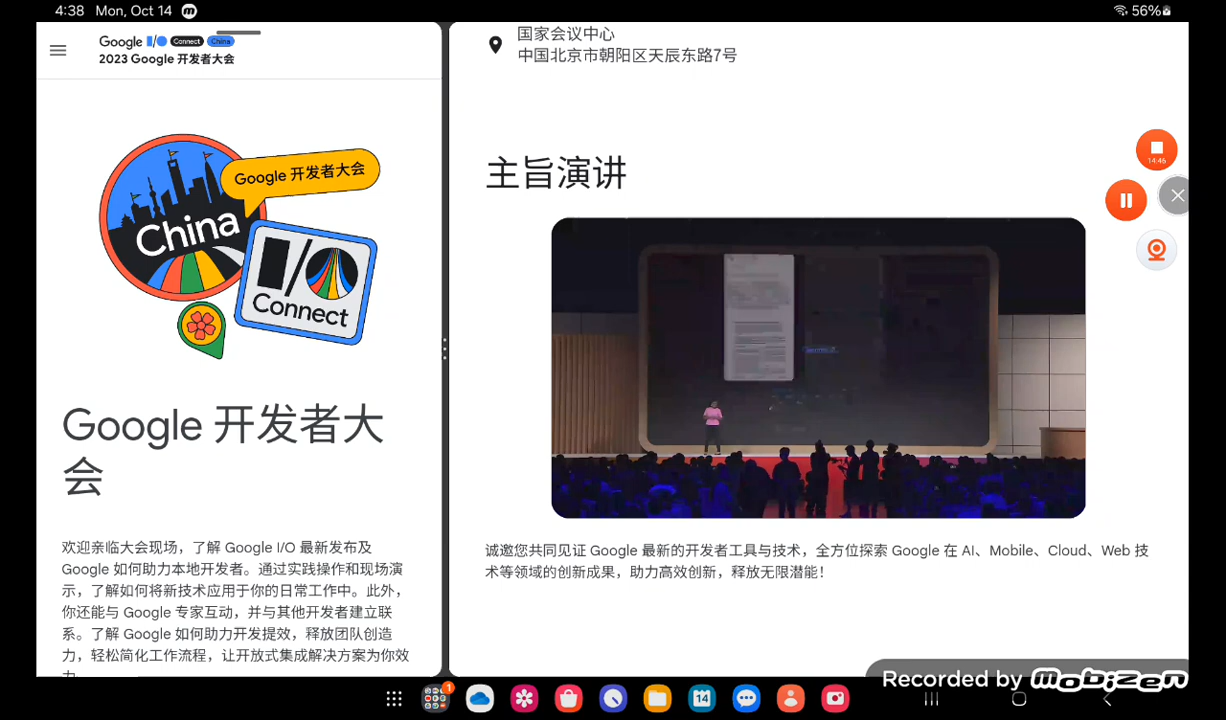 4:38 Mon, Oct 14
56%
Google I/O Connect China
2023 Google 开发者大会
Google 开发者大会
China
I/O
Connect
Google 开发者大
会
欢迎亲临大会现场，了解 Google I/O 最新发布及
Google 如何助力本地开发者。通过实践操作和现场演
示，了解如何将新技术应用于你的日常工作中。此外，
你还能与 Google 专家互动，并与其他开发者建立联
系。了解 Google 如何助力开发提效，释放团队创造
力，轻松简化工作流程，让开放式集成解决方案为你效
力
国家会议中心
中国北京市朝阳区天辰东路7号
主旨演讲
诚邀您共同见证 Google 最新的开发者工具与技术，全方位探索 Google 在 AI、Mobile、Cloud、Web 技
术等领域的创新成果，助力高效创新，释放无限潜能！
14:46
1
14
Recorded by mobizen